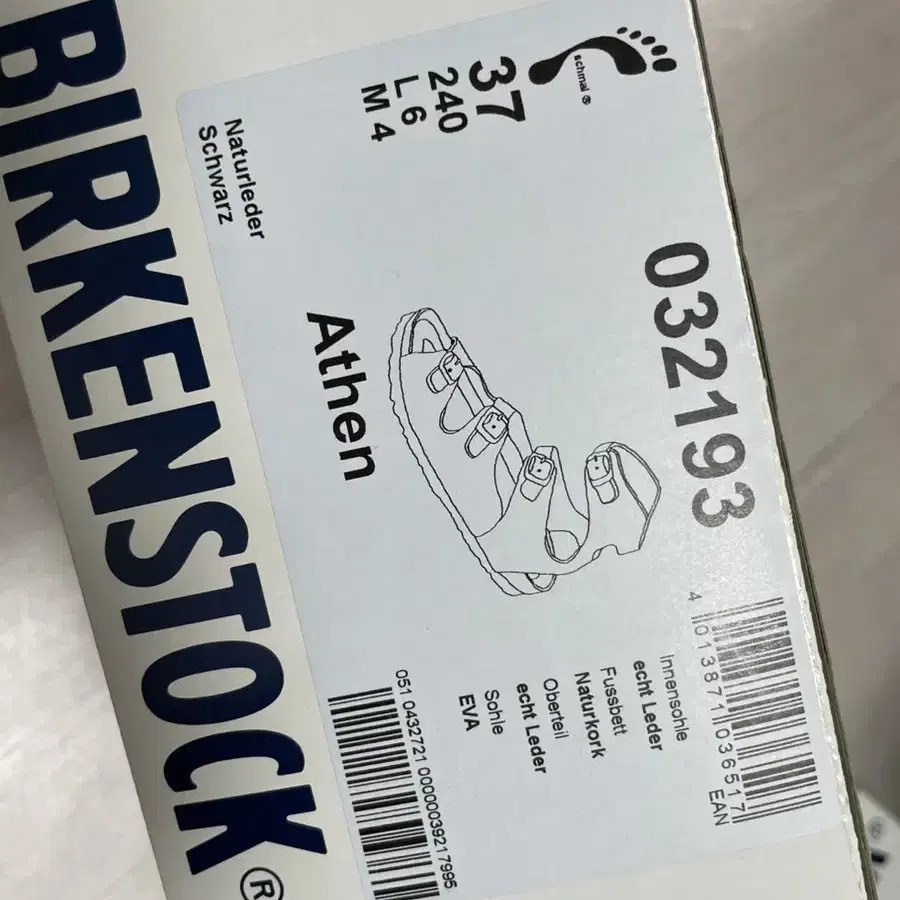 BIRKENSTOCK®
schmal ®
37
240
L 6
M 4
Naturleder
Schwarz
Athen
032193
4 013871 036517
EAN
Innensohle
echt Leder
Fussbett
Naturkork
Oberteil
echt Leder
Sohle
EVA
051 0432721 00000039217995